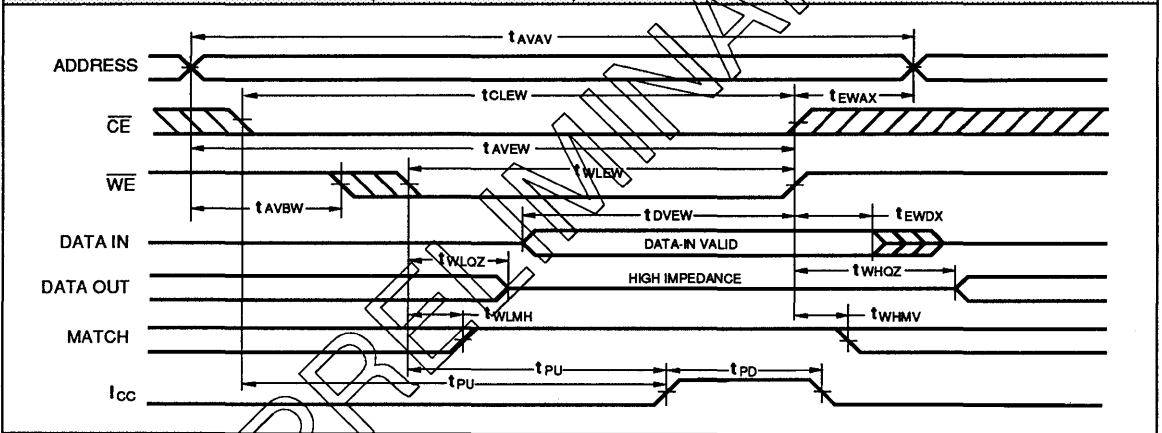 tAVAV
ADDRESS
tCLEW
tEWAX
CE
tAVEW
tWLEW
WE
tAVBW
tDVEW
tEWDX
DATA IN
DATA-IN VALID
tWLQZ
tWHQZ
DATA OUT
HIGH IMPEDANCE
tWLMH
tWHMV
MATCH
tPU
tPD
tPU
ICC